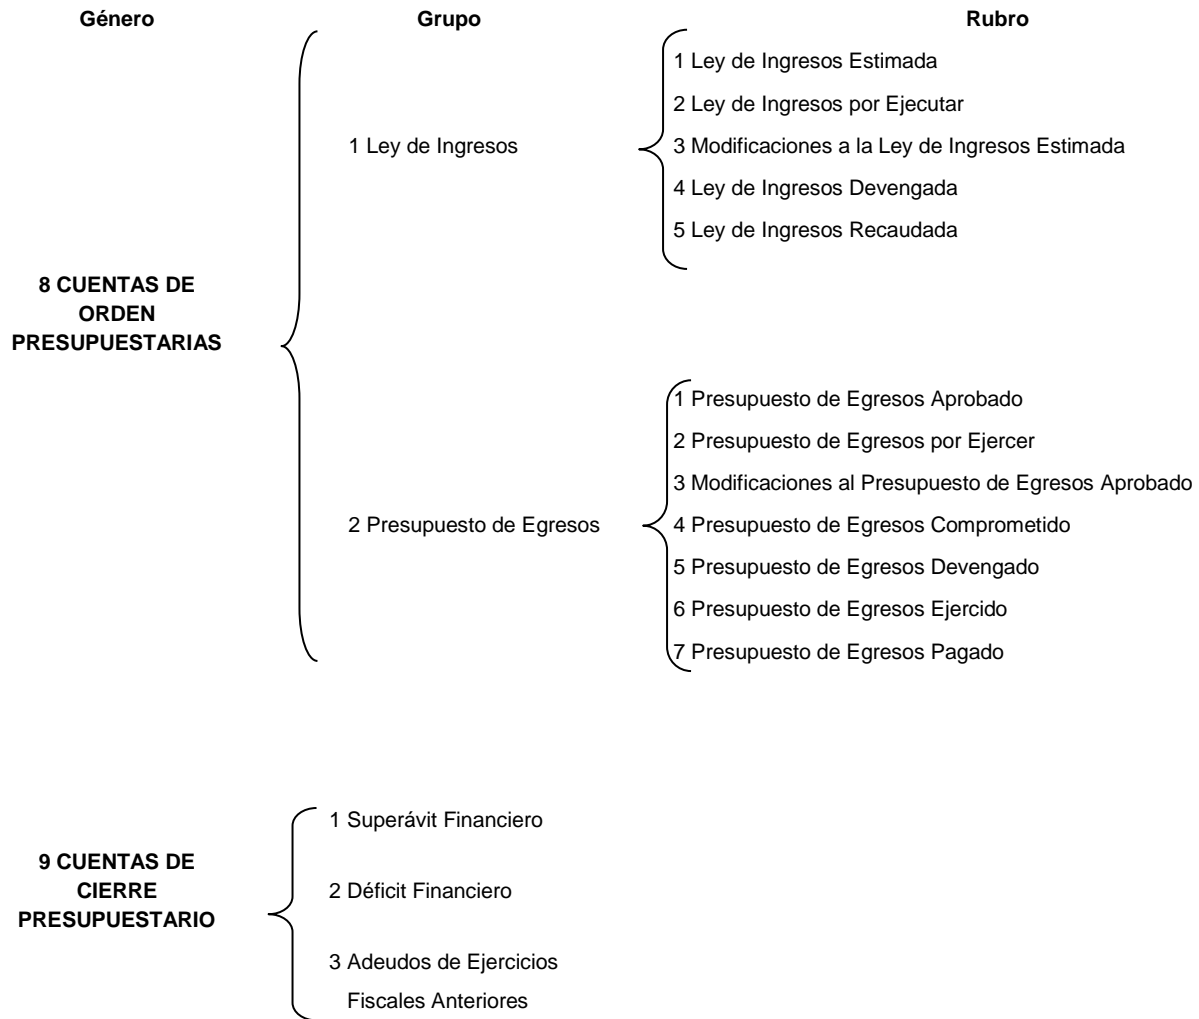 Género Grupo Rubro
1 Ley de Ingresos Estimada
2 Ley de Ingresos por Ejecutar
1 Ley de Ingresos
3 Modificaciones a la Ley de Ingresos Estimada
4 Ley de Ingresos Devengada
5 Ley de Ingresos Recaudada
8 CUENTAS DE
ORDEN
PRESUPUESTARIAS
1 Presupuesto de Egresos Aprobado
2 Presupuesto de Egresos por Ejercer
3 Modificaciones al Presupuesto de Egresos Aprobado
2 Presupuesto de Egresos
4 Presupuesto de Egresos Comprometido
5 Presupuesto de Egresos Devengado
6 Presupuesto de Egresos Ejercido
7 Presupuesto de Egresos Pagado
9 CUENTAS DE
CIERRE
PRESUPUESTARIO
1 Superávit Financiero
2 Déficit Financiero
3 Adeudos de Ejercicios
Fiscales Anteriores